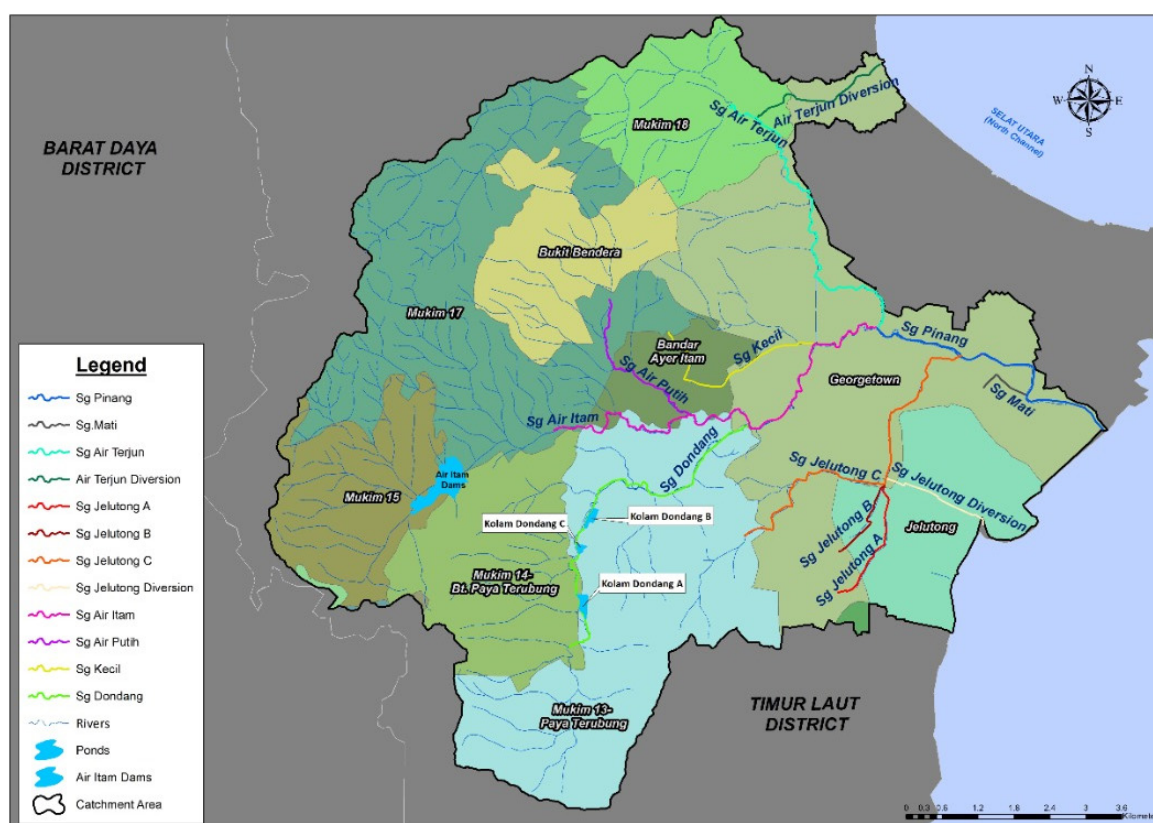 N
W
E
S
SELAT UTARA
(North Channel)
BARAT DAYA
DISTRICT
Mukim 18
Sg Air Terjun
Air Terjun Diversion
Bukit Bendera
Mukim 17
Bandar
Ayer Itam
Sg Kecil
Sg Pinang
Georgetown
Sg Mati
Sg Air Putih
Sg Air Itam
Sg Dondang
Mukim 15
Air Itam
Dams
Kolam Dondang C
Kolam Dondang B
Kolam Dondang A
Sg Jelutong C
Sg Jelutong Diversion
Sg Jelutong B
Sg Jelutong A
Jelutong
Mukim 14-
Bt. Paya Terubung
Mukim 13-
Paya Terubung
TIMUR LAUT
DISTRICT
Legend
Sg Pinang
Sg.Mati
Sg Air Terjun
Air Terjun Diversion
Sg Jelutong A
Sg Jelutong B
Sg Jelutong C
Sg Jelutong Diversion
Sg Air Itam
Sg Air Putih
Sg Kecil
Sg Dondang
Rivers
Ponds
Air Itam Dams
Catchment Area
0 0.3 0.6 1.2 1.8 2.4 3 3.6